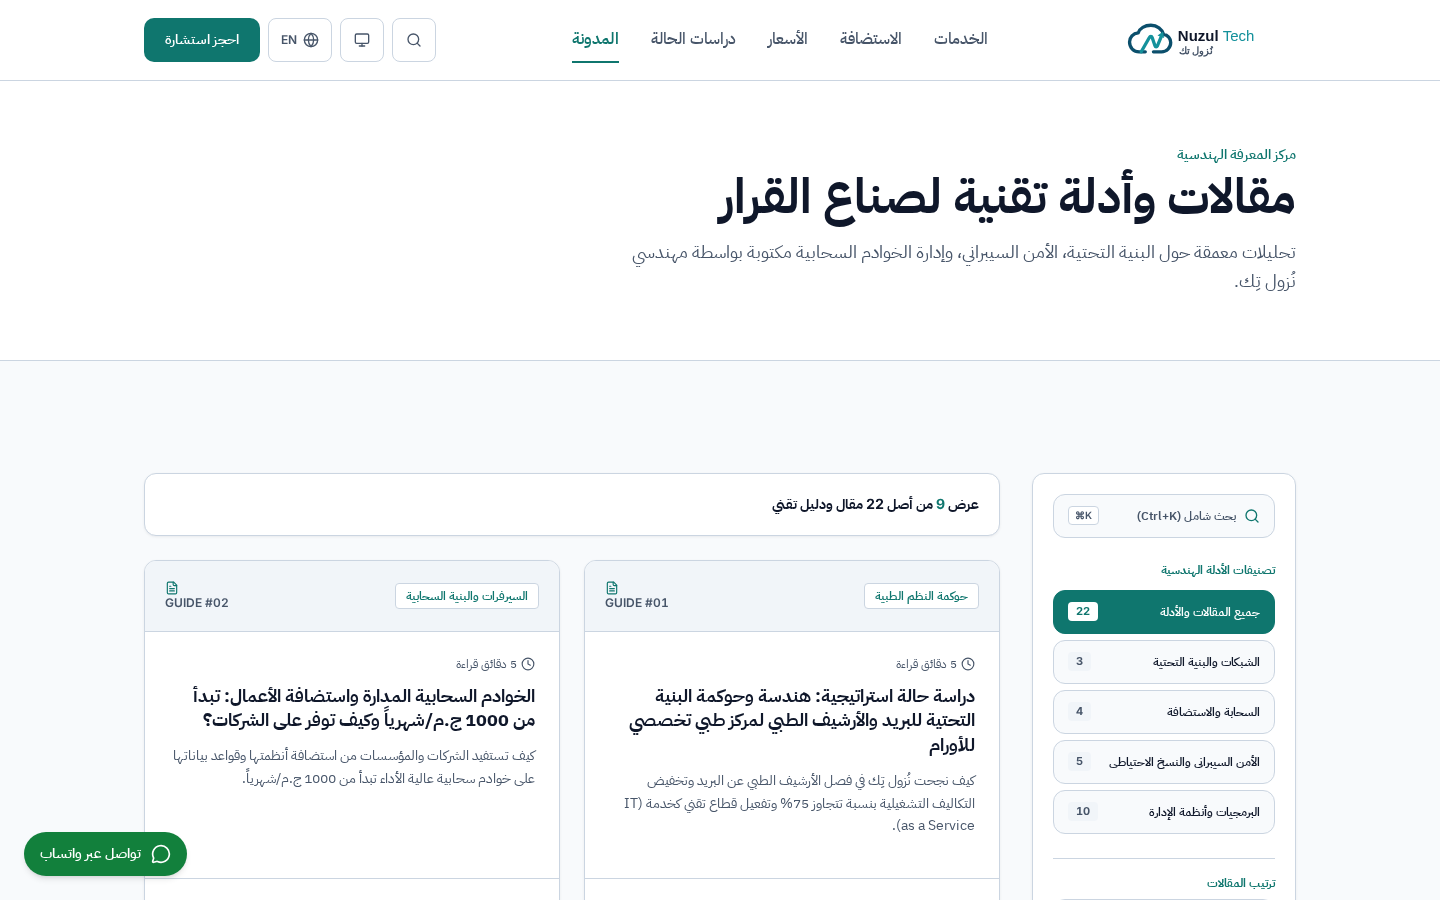 Nuzul Tech
نُزول تك
الخدمات
الاستضافة
الأسعار
دراسات الحالة
المدونة
EN
احجز استشارة
مركز المعرفة الهندسية
مقالات وأدلة تقنية لصناع القرار
تحليلات معمقة حول البنية التحتية، الأمن السيبراني، وإدارة الخوادم السحابية مكتوبة بواسطة مهندسي
نُزول تِك.
بحث شامل (Ctrl+K)
⌘K
تصنيفات الأدلة الهندسية
جميع المقالات والأدلة 22
الشبكات والبنية التحتية 3
السحابة والاستضافة 4
الأمن السيبراني والنسخ الاحتياطي 5
البرمجيات وأنظمة الإدارة 10
ترتيب المقالات
عرض 9 من أصل 22 مقال ودليل تقني
حوكمة النظم الطبية
GUIDE #01
5 دقائق قراءة
دراسة حالة استراتيجية: هندسة وحوكمة البنية
التحتية للبريد والأرشيف الطبي لمركز طبي تخصصي
للأورام
كيف نجحت نُزول تِك في فصل الأرشيف الطبي عن البريد وتخفيض
التكاليف التشغيلية بنسبة تتجاوز 75% وتفعيل قطاع تقني كخدمة (IT
as a Service).
السيرفرات والبنية السحابية
GUIDE #02
5 دقائق قراءة
الخوادم السحابية المدارة واستضافة الأعمال: تبدأ
من 1000 ج.م/شهرياً وكيف توفر على الشركات؟
كيف تستفيد الشركات والمؤسسات من استضافة أنظمتها وقواعد بياناتها
على خوادم سحابية عالية الأداء تبدأ من 1000 ج.م/شهرياً.
تواصل عبر واتساب